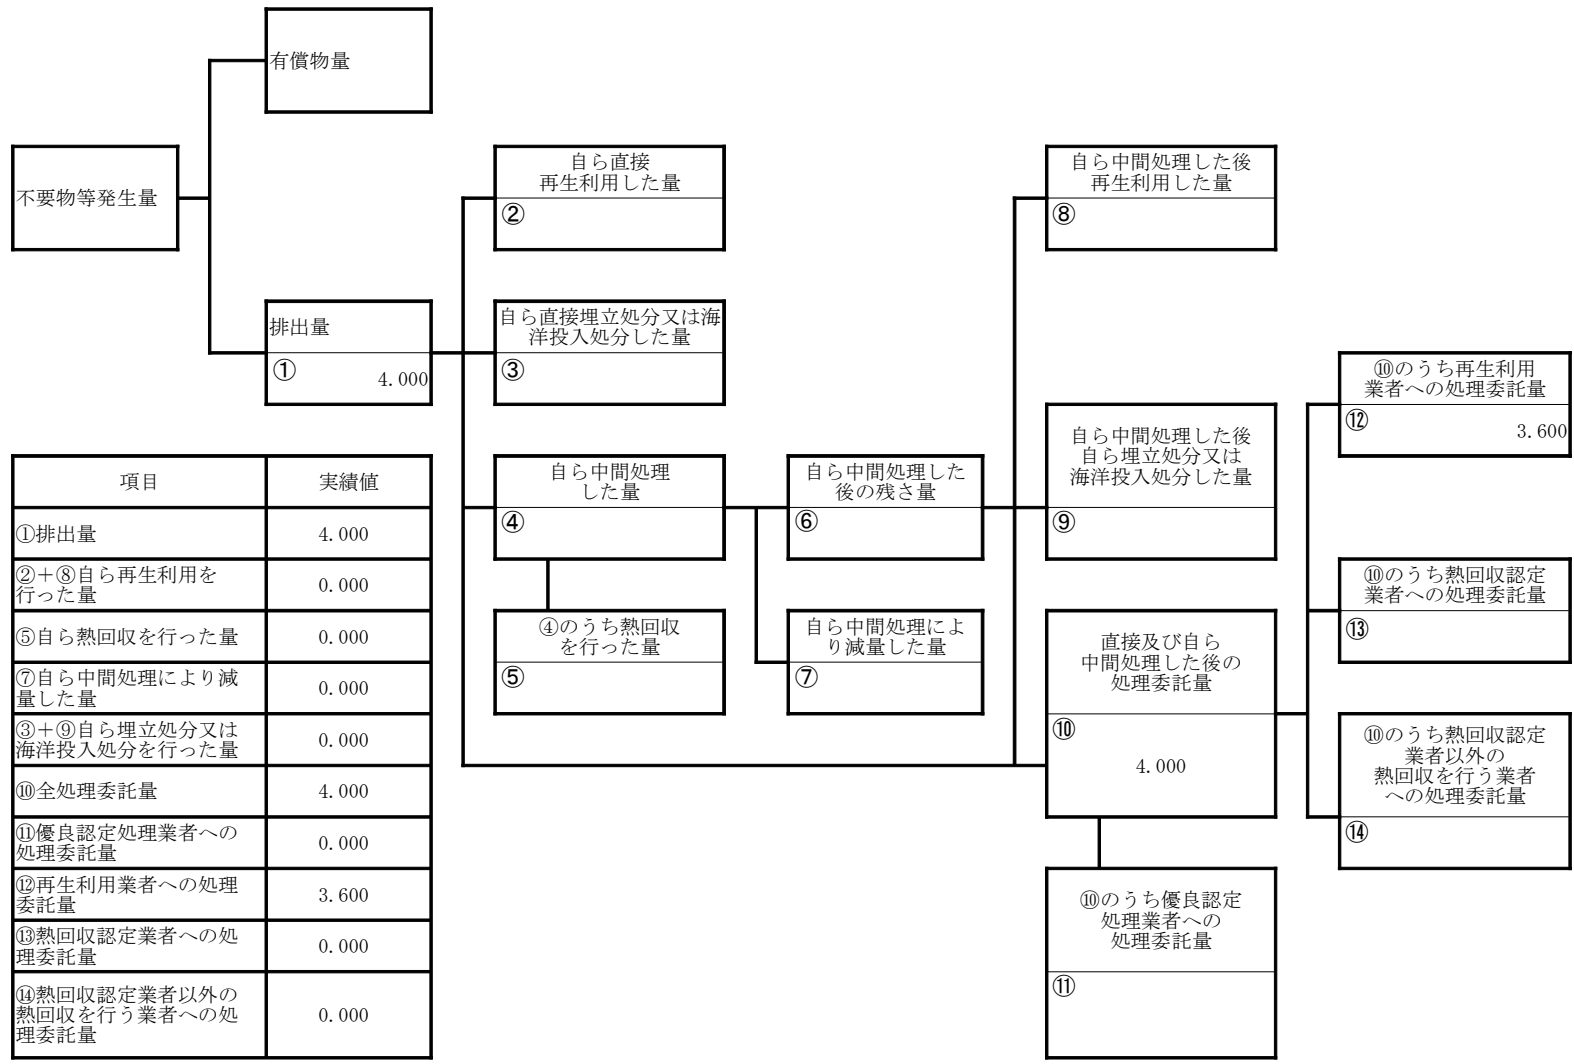 有償物量
不要物等発生量
自ら直接
再生利用した量
②
自ら中間処理した後
再生利用した量
⑧
排出量
① 4.000
自ら直接埋立処分又は海
洋投入処分した量
③
⑩のうち再生利用
業者への処理委託量
⑫ 3.600
自ら中間処理した後
自ら埋立処分又は
海洋投入処分した量
⑨
自ら中間処理
した量
④
自ら中間処理した
後の残さ量
⑥
⑩のうち熱回収認定
業者への処理委託量
⑬
④のうち熱回収
を行った量
⑤
自ら中間処理によ
り減量した量
⑦
直接及び自ら
中間処理した後の
処理委託量
⑩
4.000
⑩のうち熱回収認定
業者以外の
熱回収を行う業者
への処理委託量
⑭
⑩のうち優良認定
処理業者への
処理委託量
⑪
項目 実績値
①排出量 4.000
②＋⑧自ら再生利用を
行った量 0.000
⑤自ら熱回収を行った量 0.000
⑦自ら中間処理により減
量した量 0.000
③＋⑨自ら埋立処分又は
海洋投入処分を行った量 0.000
⑩全処理委託量 4.000
⑪優良認定処理業者への
処理委託量 0.000
⑫再生利用業者への処理
委託量 3.600
⑬熱回収認定業者への処
理委託量 0.000
⑭熱回収認定業者以外の
熱回収を行う業者への処
理委託量 0.000